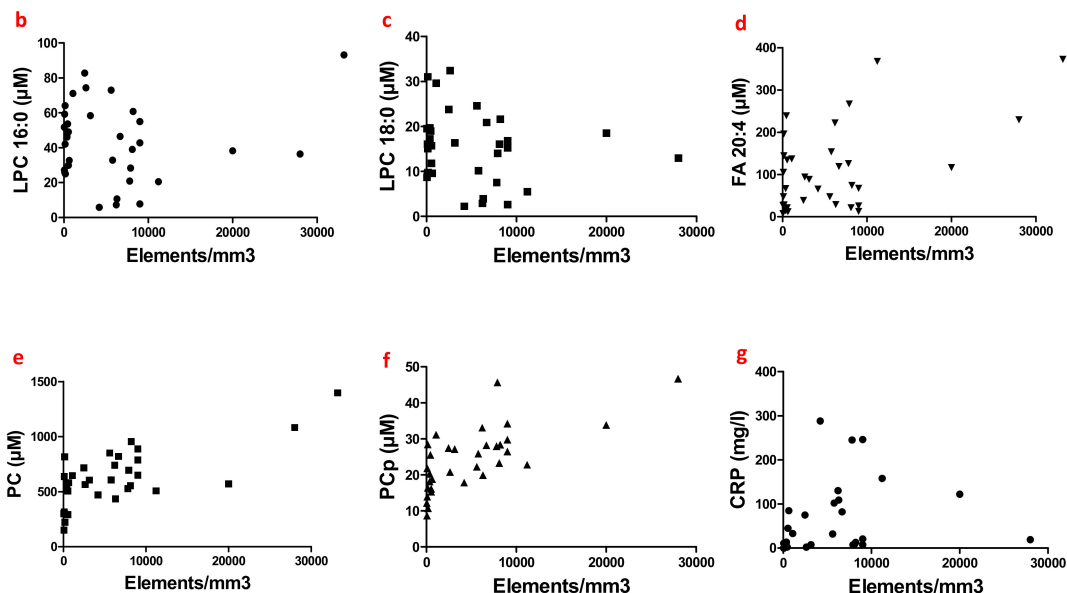 b
100
80
60
40
20
0
LPC 16:0 (μM)
0 10000 20000 30000
Elements/mm3
c
40
30
20
10
0
LPC 18:0 (μM)
0 10000 20000 30000
Elements/mm3
d
400
300
200
100
0
FA 20:4 (μM)
0 10000 20000 30000
Elements/mm3
e
1500
1000
500
0
PC (μM)
0 10000 20000 30000
Elements/mm3
f
50
40
30
20
10
0
PCp (μM)
0 10000 20000 30000
Elements/mm3
g
400
300
200
100
0
CRP (mg/l)
0 10000 20000 30000
Elements/mm3